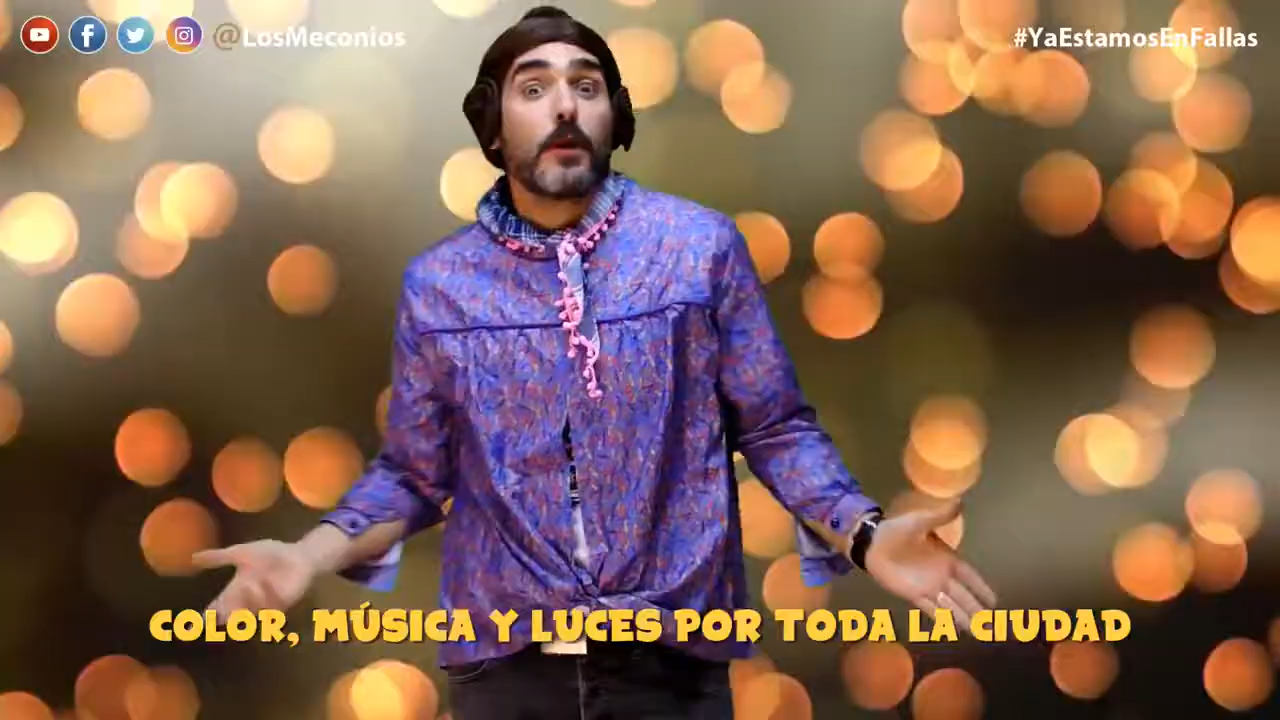 @LosMeconios
#YaEstamosEnFallas
COLOR, MÚSICA Y LUCES POR TODA LA CIUDAD